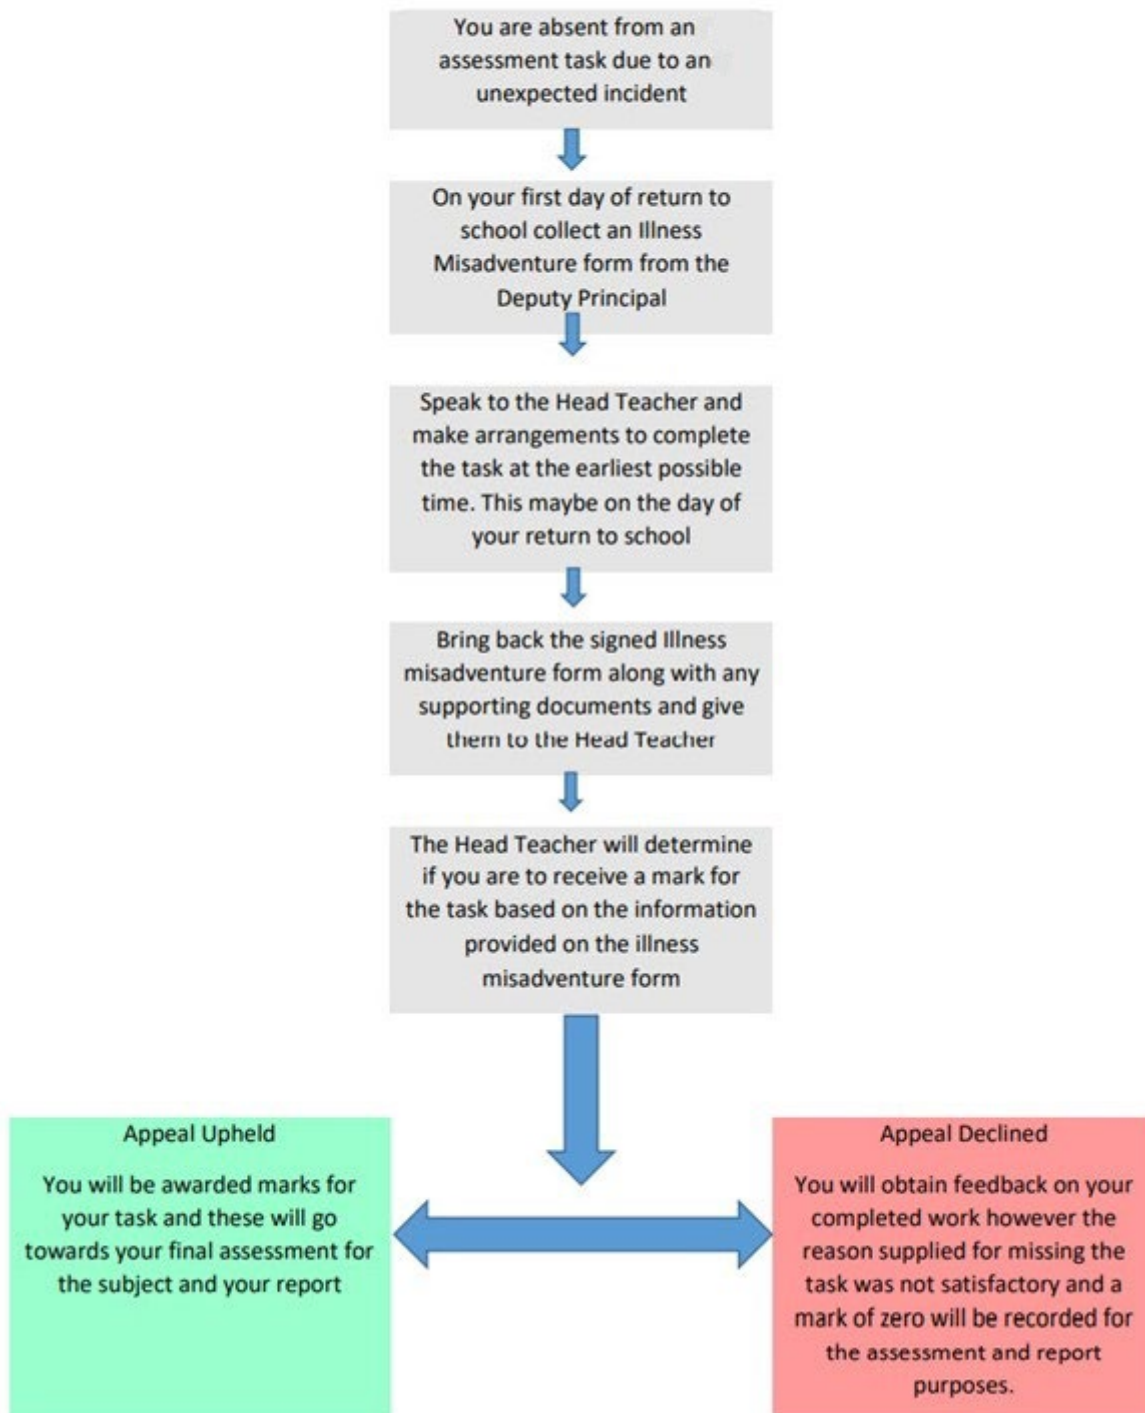 You are absent from an
assessment task due to an
unexpected incident
On your first day of return to
school collect an Illness
Misadventure form from the
Deputy Principal
Speak to the Head Teacher and
make arrangements to complete
the task at the earliest possible
time. This maybe on the day of
your return to school
Bring back the signed Illness
misadventure form along with any
supporting documents and give
them to the Head Teacher
The Head Teacher will determine
if you are to receive a mark for
the task based on the information
provided on the illness
misadventure form
Appeal Upheld
You will be awarded marks for
your task and these will go
towards your final assessment for
the subject and your report
Appeal Declined
You will obtain feedback on your
completed work however the
reason supplied for missing the
task was not satisfactory and a
mark of zero will be recorded for
the assessment and report
purposes.